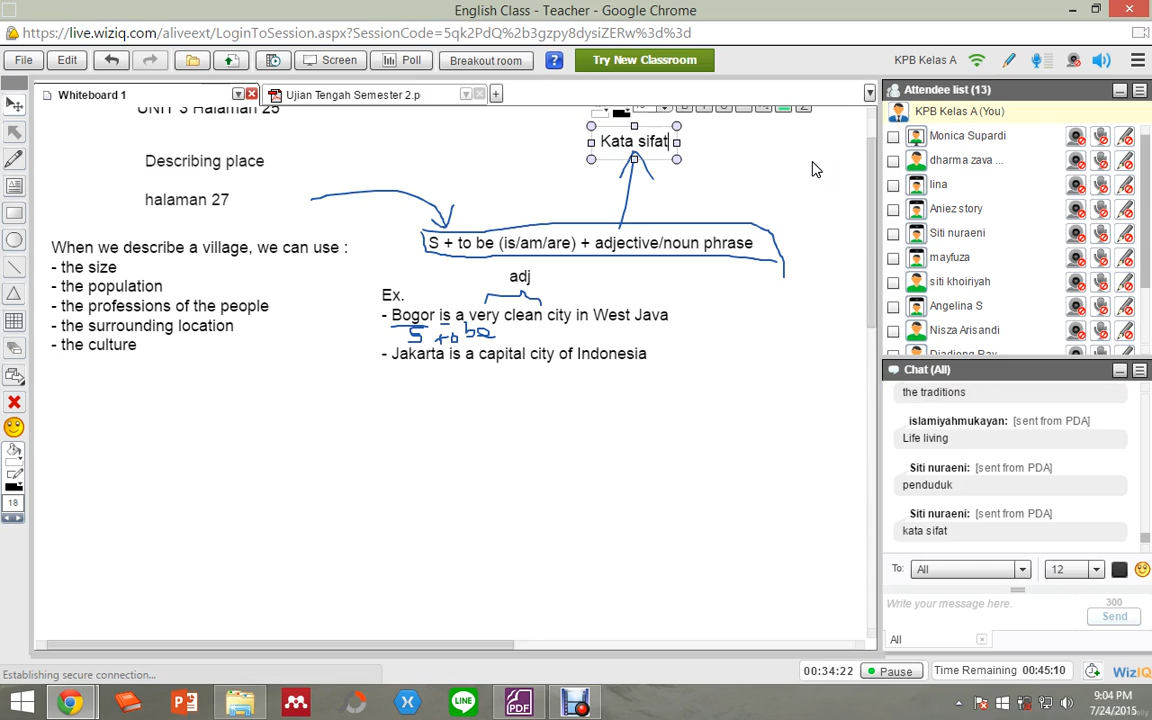 English Class - Teacher - Google Chrome
https://live.wiziq.com/aliveext/LoginToSession.aspx?SessionCode=5qk2PdQ%2b3gzpy8dysiZERw%3d%3d
File Edit Screen Poll Breakout room ? Try New Classroom KPB Kelas A
Whiteboard 1 Ujian Tengah Semester 2.p
Attendee list (13)
KPB Kelas A (You)
Monica Supardi
dharma zava ...
lina
Aniez story
Siti nuraeni
mayfuza
siti khoiriyah
Angelina S
Nisza Arisandi
UNIT 3 Halaman 25
Kata sifat
Describing place
halaman 27
S + to be (is/am/are) + adjective/noun phrase
When we describe a village, we can use :
- the size
- the population
- the professions of the people
- the surrounding location
- the culture
adj
Ex.
- Bogor is a very clean city in West Java
S to be
- Jakarta is a capital city of Indonesia
18
Chat (All)
the traditions
islamiyahmukayan: [sent from PDA]
Life living
Siti nuraeni: [sent from PDA]
penduduk
Siti nuraeni: [sent from PDA]
kata sifat
To: All 12
Write your message here. 300
Send
All
Establishing secure connection...
00:34:22 Pause Time Remaining 00:45:10 WizIQ
PDF
LINE
9:04 PM
7/24/2015